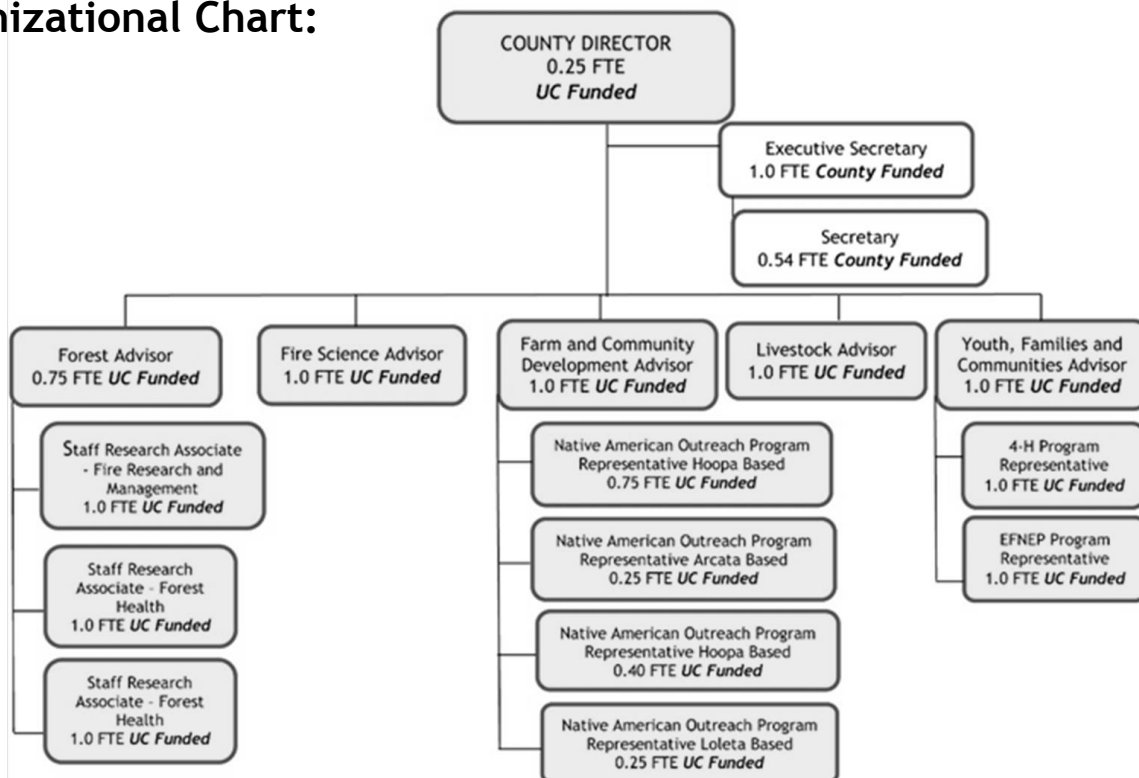 nizational Chart:
COUNTY DIRECTOR
0.25 FTE
UC Funded
Executive Secretary
1.0 FTE County Funded
Secretary
0.54 FTE County Funded
Forest Advisor
0.75 FTE UC Funded
Fire Science Advisor
1.0 FTE UC Funded
Farm and Community
Development Advisor
1.0 FTE UC Funded
Livestock Advisor
1.0 FTE UC Funded
Youth, Families and
Communities Advisor
1.0 FTE UC Funded
Staff Research Associate
- Fire Research and
Management
1.0 FTE UC Funded
Staff Research
Associate - Forest
Health
1.0 FTE UC Funded
Staff Research
Associate - Forest
Health
1.0 FTE UC Funded
Native American Outreach Program
Representative Hoopa Based
0.75 FTE UC Funded
Native American Outreach Program
Representative Arcata Based
0.25 FTE UC Funded
Native American Outreach Program
Representative Hoopa Based
0.40 FTE UC Funded
Native American Outreach Program
Representative Loleta Based
0.25 FTE UC Funded
4-H Program
Representative
1.0 FTE UC Funded
EFNEP Program
Representative
1.0 FTE UC Funded